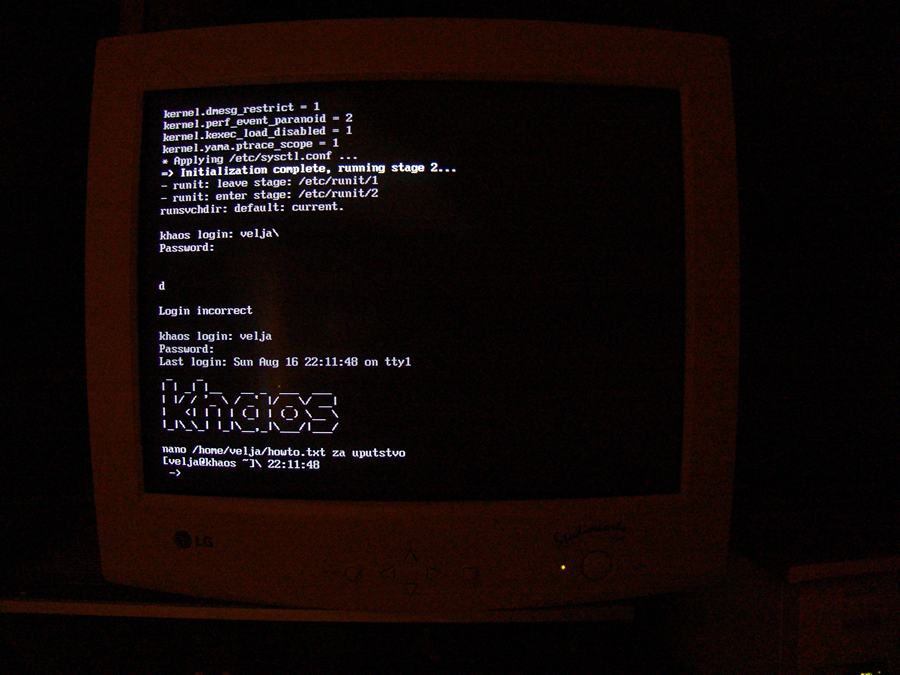 kernel.dmesg_restrict = 1
kernel.perf_event_paranoid = 2
kernel.kexec_load_disabled = 1
kernel.yama.ptrace_scope = 1
* Applying /etc/sysctl.conf ...
=> Initialization complete, running stage 2...
- runit: leave stage: /etc/runit/1
- runit: enter stage: /etc/runit/2
runsvchdir: default: current.
khaos login: velja\
Password:
d
Login incorrect
khaos login: velja
Password:
Last login: Sun Aug 16 22:11:48 on tty1
khaos
nano /home/velja/howto.txt za uputstvo
[velja@khaos ~]\ 22:11:48
->
LG
Studioworks